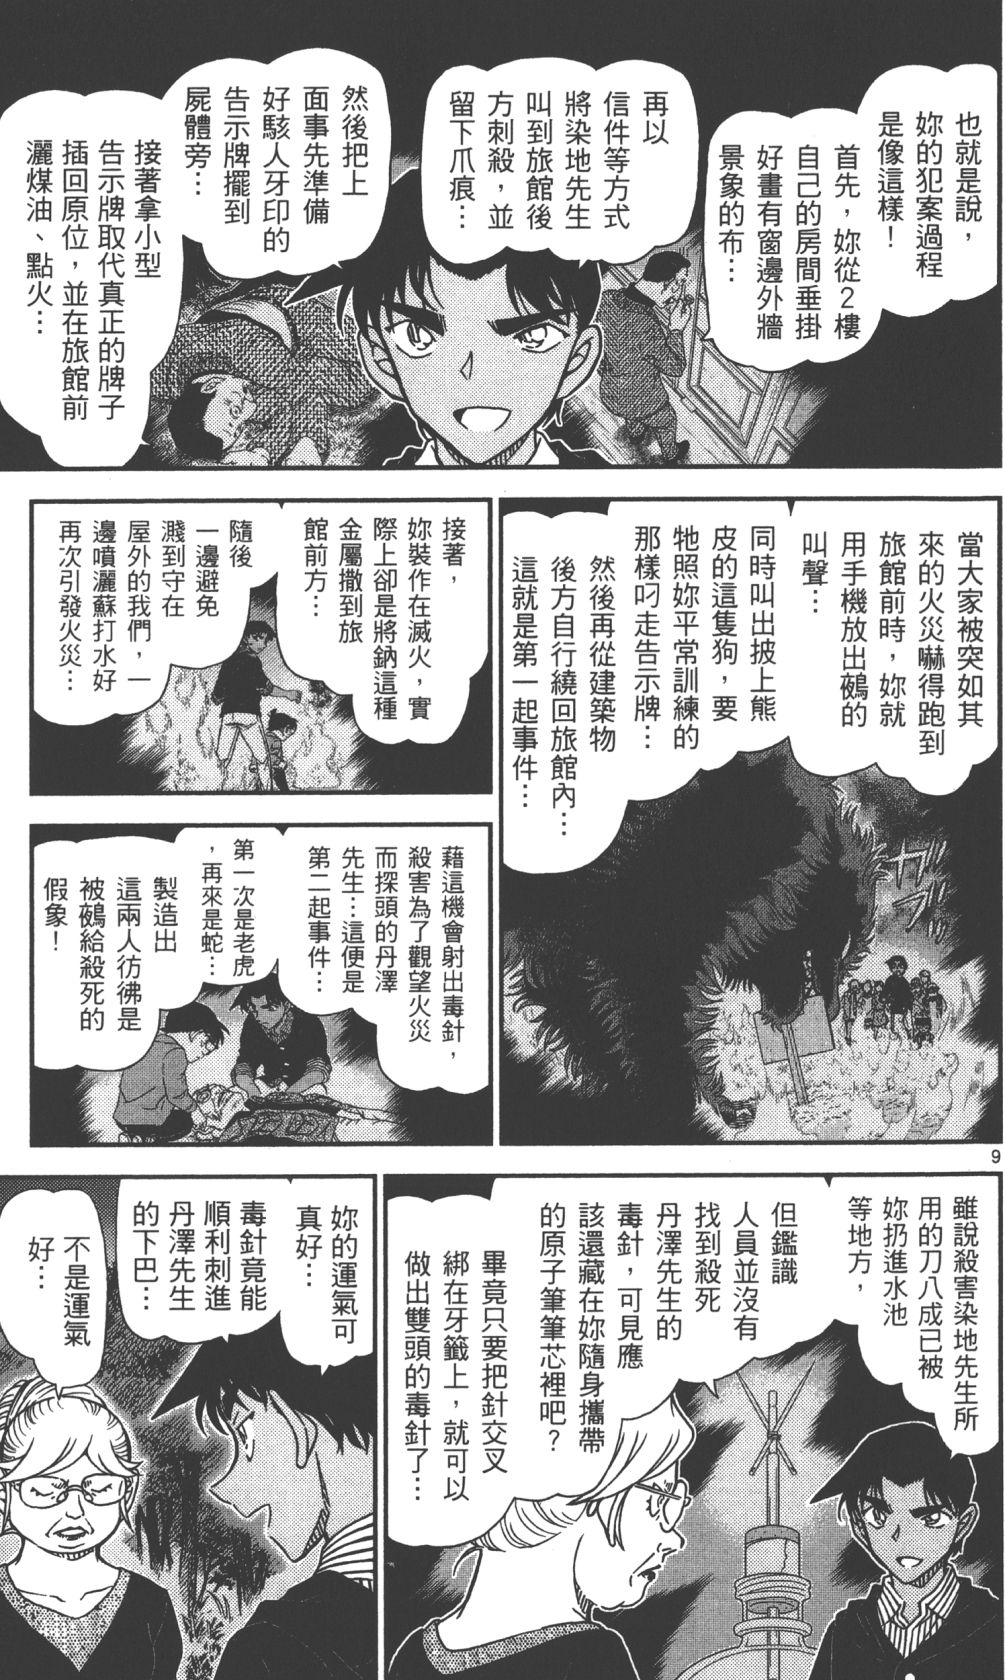 也就是說，
妳的犯案過程
是像這樣！
首先，妳從2樓
自己的房間垂掛
好畫有窗邊外牆
景象的布…
再以
信件等方式
將染地先生
叫到旅館後
方刺殺，並
留下爪痕…
然後把上
面事先準備
好駭人牙印的
告示牌擺到
屍體旁…
接著拿小型
告示牌取代真正的牌子
插回原位，並在旅館前
灑煤油、點火…
當大家被突如其
來的火災嚇得跑到
旅館前時，妳就
用手機放出鵺的
叫聲…
同時叫出披上熊
皮的這隻狗，要
牠照妳平常訓練的
那樣叼走告示牌…
然後再從建築物
後方自行繞回旅館內…
這就是第一起事件…
ガブッ
接著，
妳裝作在滅火，實
際上卻是將鈉這種
金屬撒到旅
館前方…
隨後
一邊避免
濺到守在
屋外的我們，一
邊噴灑蘇打水好
再次引發火災…
藉這機會射出毒針，
殺害為了觀望火災
而探頭的丹澤
先生…這便是
第二起事件…
第一次是老虎
，再來是蛇…
製造出
這兩人彷彿是
被鵺給殺死的
假象！
9
雖說殺害染地先生所
用的刀八成已被
妳扔進水池
等地方，
但鑑識
人員並沒有
找到殺死
丹澤先生的
毒針，可見應
該還藏在妳隨身攜帶
的原子筆筆芯裡吧？
畢竟只要把針交叉
綁在牙籤上，就可以
做出雙頭的毒針了…
妳的運氣可
真好…
毒針竟能
順利刺進
丹澤先生
的下巴…
不是運氣
好…